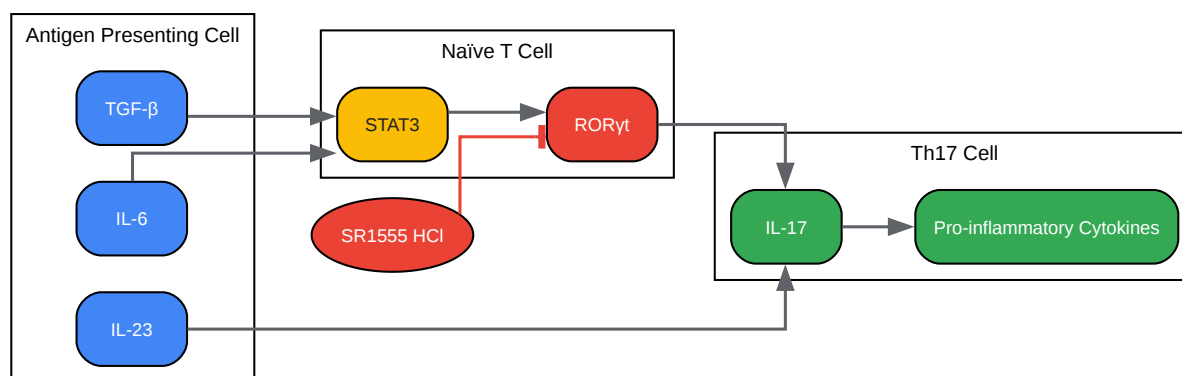 Antigen Presenting Cell
TGF-β
IL-6
IL-23
Naïve T Cell
STAT3
RORγt
SR1555 HCl
Th17 Cell
IL-17
Pro-inflammatory Cytokines